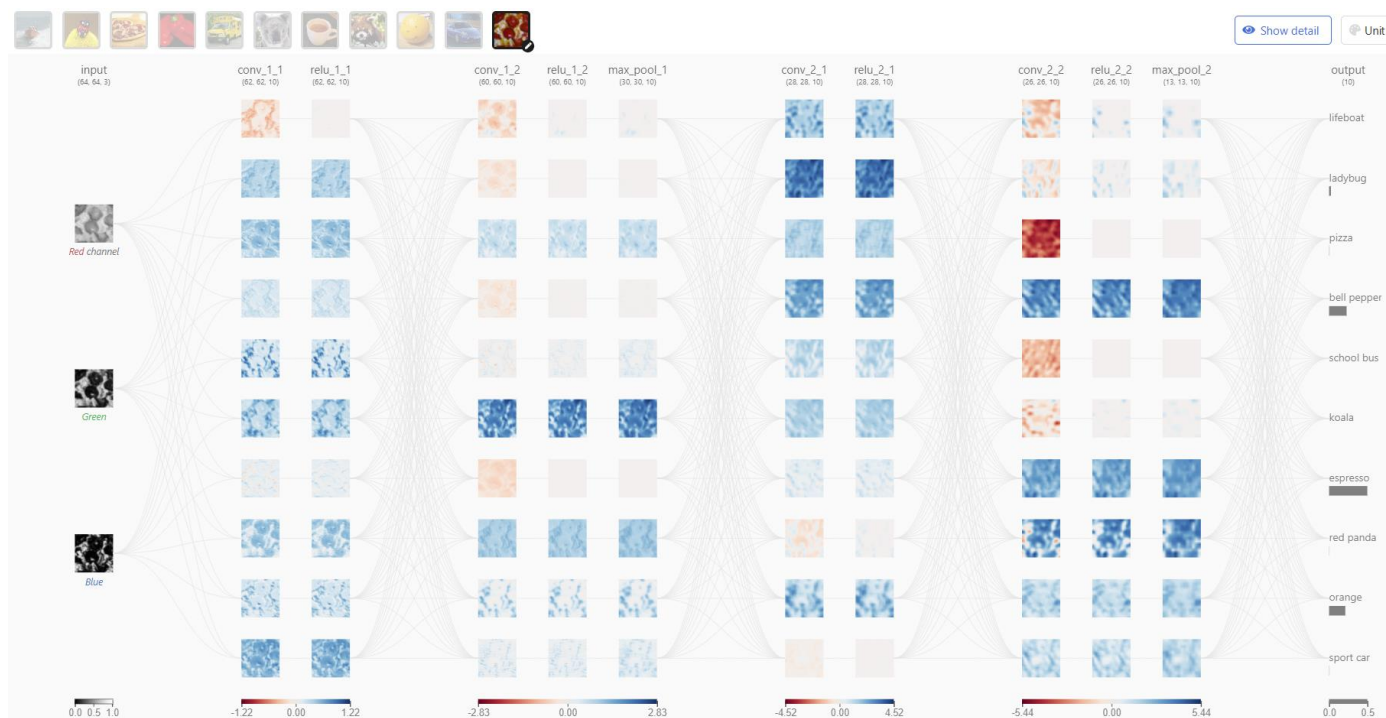 Show detail
Unit
input
(64, 64, 3)
conv_1_1
(62, 62, 10)
relu_1_1
(62, 62, 10)
conv_1_2
(60, 60, 10)
relu_1_2
(60, 60, 10)
max_pool_1
(30, 30, 10)
conv_2_1
(28, 28, 10)
relu_2_1
(28, 28, 10)
conv_2_2
(26, 26, 10)
relu_2_2
(26, 26, 10)
max_pool_2
(13, 13, 10)
output
(10)
Red channel
Green
Blue
lifeboat
ladybug
pizza
bell pepper
school bus
koala
espresso
red panda
orange
sport car
0.0 0.5 1.0
-1.22 0.00 1.22
-2.83 0.00 2.83
-4.52 0.00 4.52
-5.44 0.00 5.44
0.0 0.5